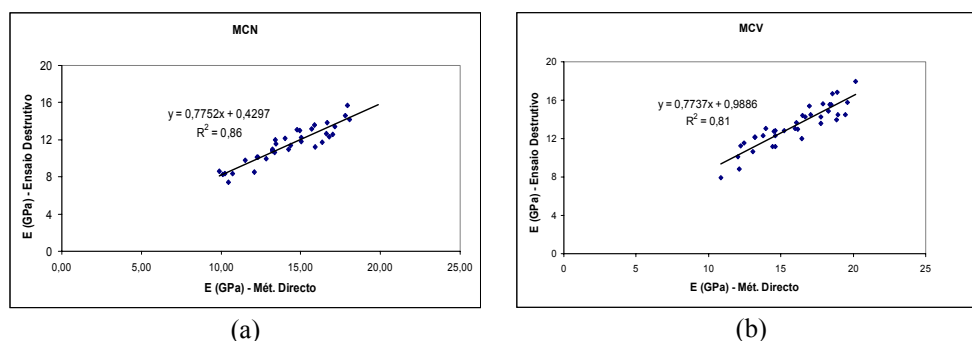 MCN
E (GPa) - Ensaio Destrutivo
20
16
12
8
4
0
y = 0,7752x + 0,4297
R² = 0,86
0,00 5,00 10,00 15,00 20,00 25,00
E (GPa) - Mét. Directo
(a)
MCV
E (GPa) - Ensaio Destrutivo
20
16
12
8
4
0
y = 0,7737x + 0,9886
R² = 0,81
0 5 10 15 20 25
E (GPa) - Mét. Directo
(b)